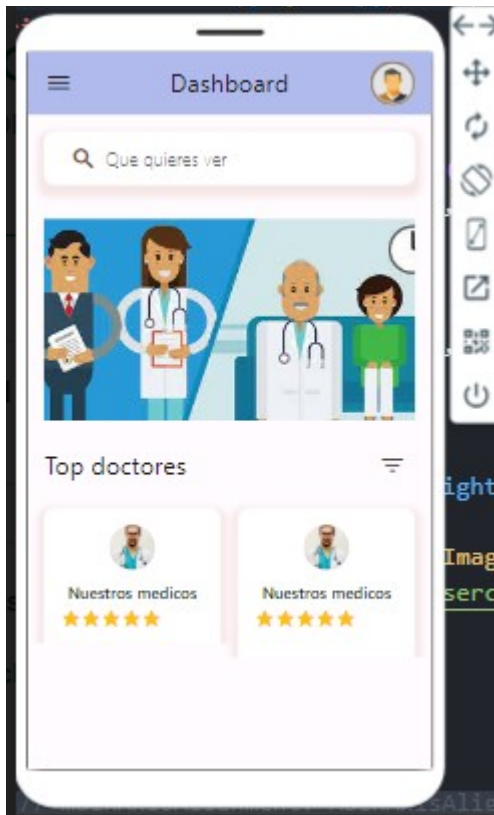 Dashboard
Que quieres ver
Top doctores
ight
Imag
Nuestros medicos
Nuestros medicos
serc